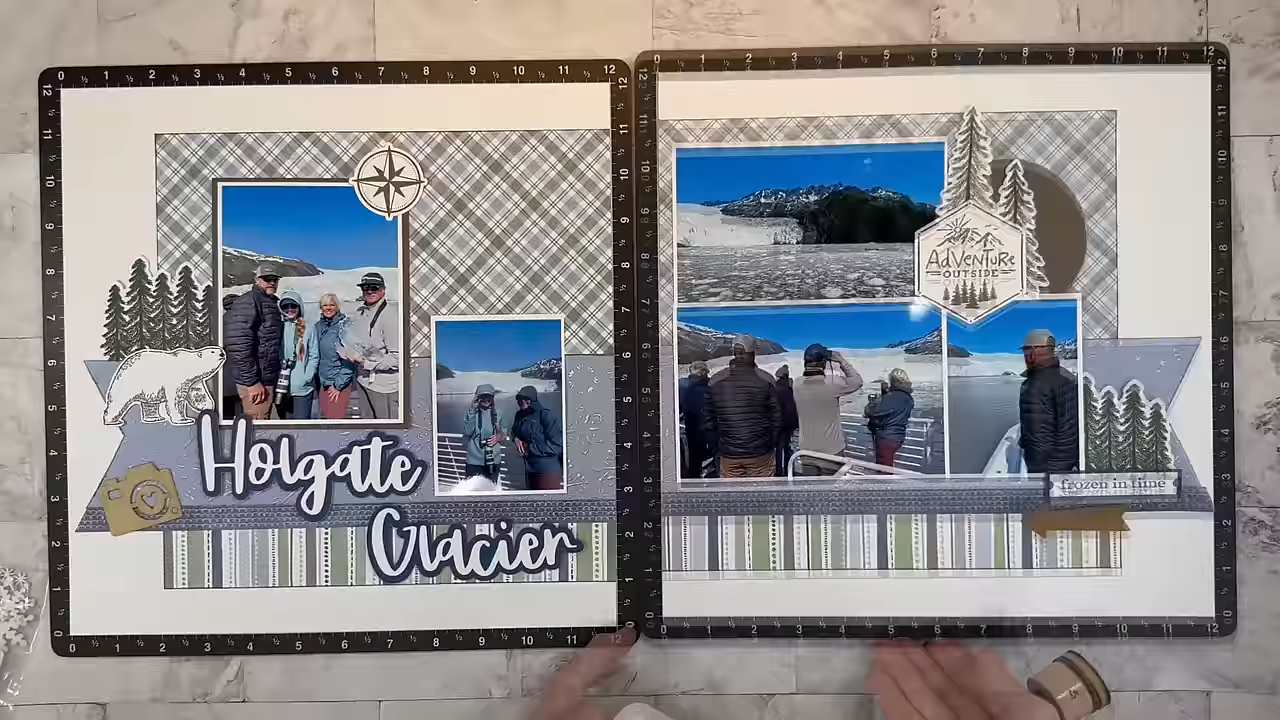 Holgate
Glacier
AdVENTURE
OUTSIDE
frozen in time